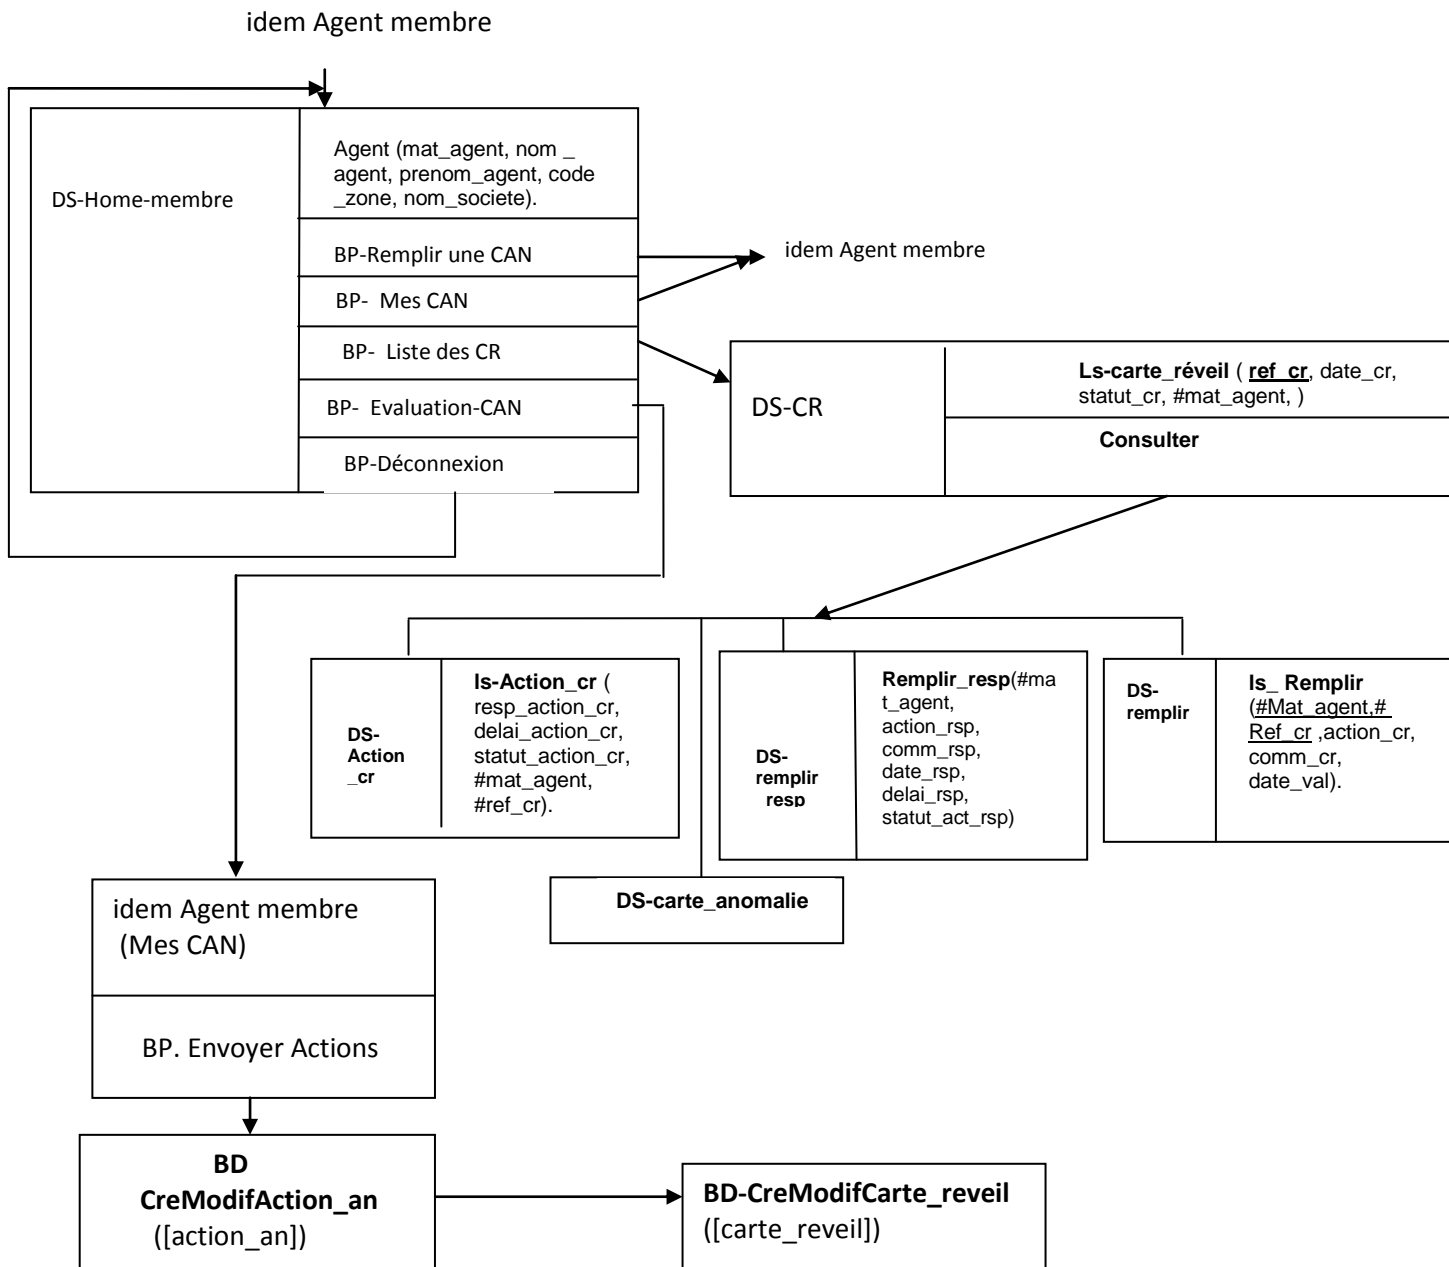 idem Agent membre
DS-Home-membre
Agent (mat_agent, nom _
agent, prenom_agent, code
_zone, nom_societe).
BP-Remplir une CAN
BP-  Mes CAN
BP-  Liste des CR
BP-  Evaluation-CAN
BP-Déconnexion
idem Agent membre
DS-CR
Ls-carte_réveil ( ref_cr, date_cr,
statut_cr, #mat_agent, )
Consulter
DS-
Action
_cr
ls-Action_cr (
resp_action_cr,
delai_action_cr,
statut_action_cr,
#mat_agent,
#ref_cr).
DS-
remplir
_resp
Remplir_resp(#ma
t_agent,
action_rsp,
comm_rsp,
date_rsp,
delai_rsp,
statut_act_rsp)
DS-
remplir
ls_ Remplir
(#Mat_agent,#
Ref_cr ,action_cr,
comm_cr,
date_val).
DS-carte_anomalie
idem Agent membre
(Mes CAN)
BP. Envoyer Actions
BD
CreModifAction_an
([action_an])
BD-CreModifCarte_reveil
([carte_reveil])